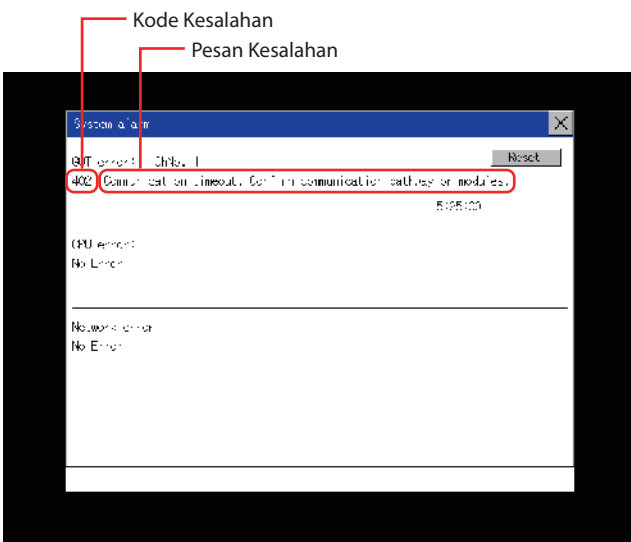 Kode Kesalahan
Pesan Kesalahan
System alarm
GOT error: ChNo. 1
Reset
402 Communication timeout. Confirm communication pathway or modules.
5:25:00
CPU error:
No Error
Network error
No Error